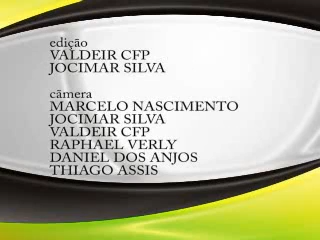 edição
VALDEIR CFP
JOCIMAR SILVA
câmera
MARCELO NASCIMENTO
JOCIMAR SILVA
VALDEIR CFP
RAPHAEL VERLY
DANIEL DOS ANJOS
THIAGO ASSIS